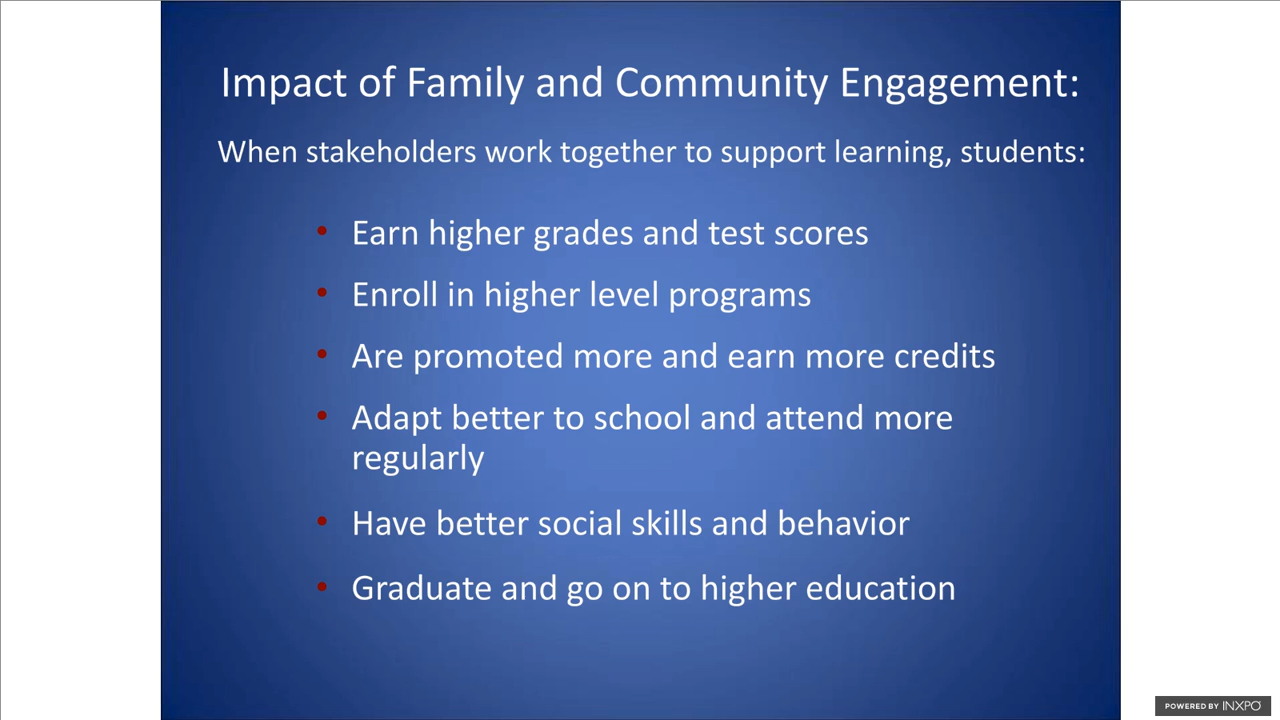 Impact of Family and Community Engagement:
When stakeholders work together to support learning, students:
• Earn higher grades and test scores
• Enroll in higher level programs
• Are promoted more and earn more credits
• Adapt better to school and attend more
regularly
• Have better social skills and behavior
• Graduate and go on to higher education
POWERED BY INXPO